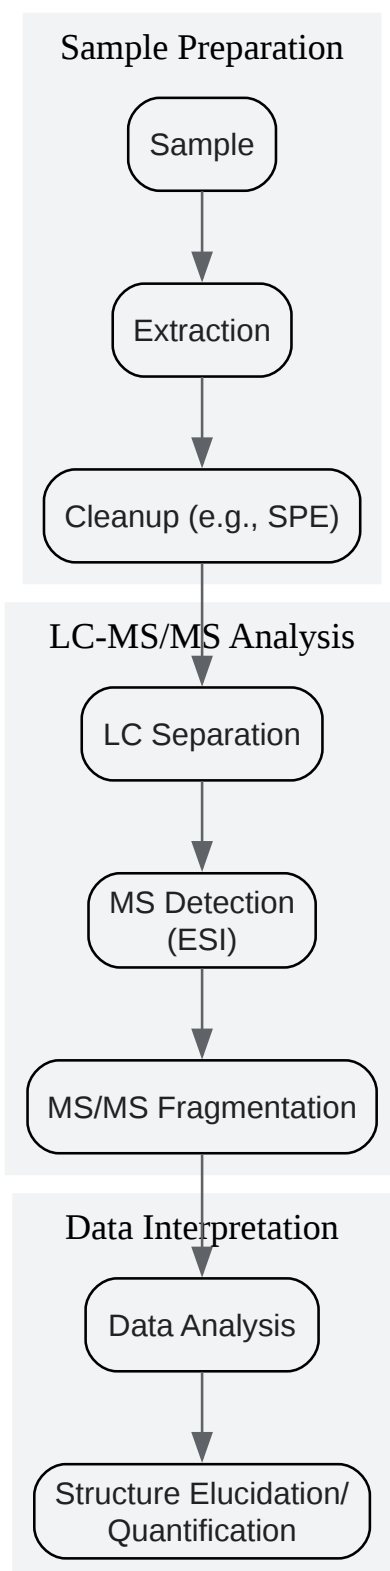 Sample Preparation
Sample
Extraction
Cleanup (e.g., SPE)
LC-MS/MS Analysis
LC Separation
MS Detection
(ESI)
MS/MS Fragmentation
Data Interpretation
Data Analysis
Structure Elucidation/
Quantification